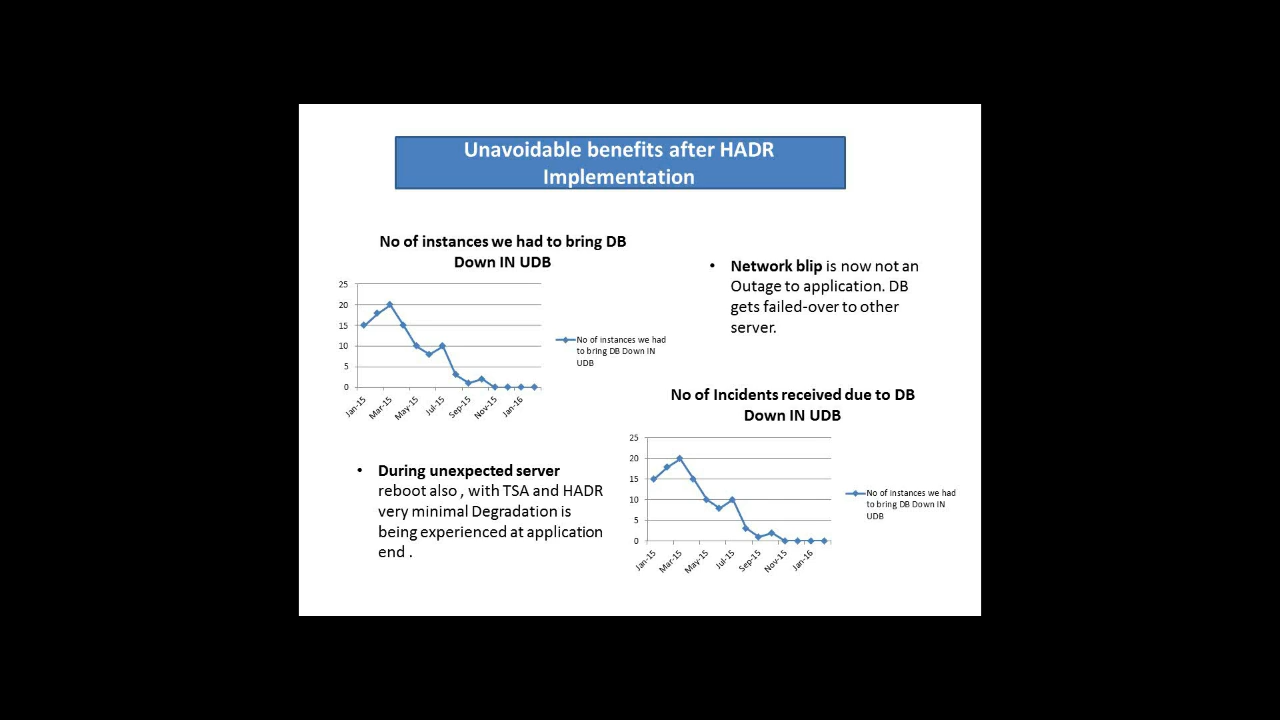 Unavoidable benefits after HADR
Implementation
No of instances we had to bring DB
Down IN UDB
25
20
15
10
5
0
Jan-15
Mar-15
May-15
Jul-15
Sep-15
Nov-15
Jan-16
No of instances we had
to bring DB Down IN
UDB
• Network blip is now not an
Outage to application. DB
gets failed-over to other
server.
• During unexpected server
reboot also , with TSA and HADR
very minimal Degradation is
being experienced at application
end .
No of Incidents received due to DB
Down IN UDB
25
20
15
10
5
0
Jan-15
Mar-15
May-15
Jul-15
Sep-15
Nov-15
Jan-16
No of instances we had
to bring DB Down IN
UDB